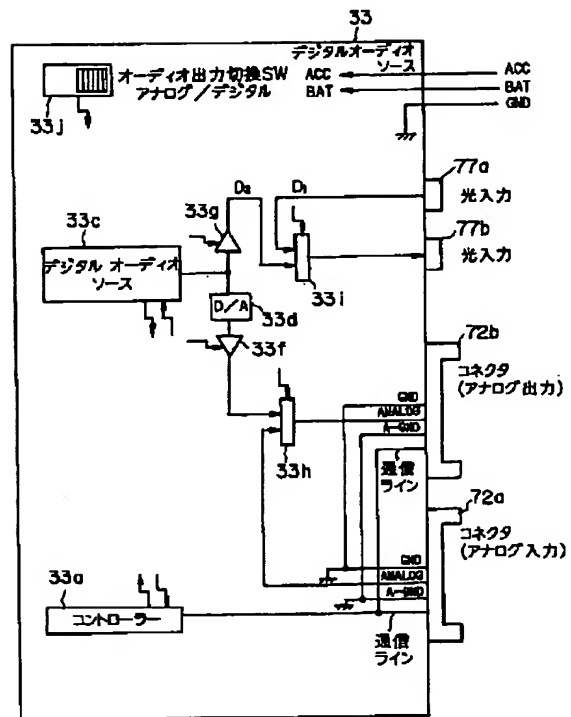 33
デジタルオーディオ
ソース
オーディオ出力切換SW
アナログ/デジタル
33j
ACC
BAT
ACC
BAT
GND
77a
光入力
D2
D1
33g
33c
デジタル オーディオ
ソース
33i
77b
光入力
D/A
33d
33f
72b
コネクタ
(アナログ出力)
GND
ANALOG
A-GND
33h
通信
ライン
72a
コネクタ
(アナログ入力)
GND
ANALOG
A-GND
33a
コントローラー
通信
ライン